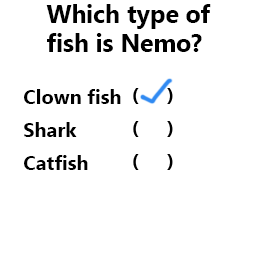 Which type of
fish is Nemo?
Clown fish (✓)
Shark ( )
Catfish ( )